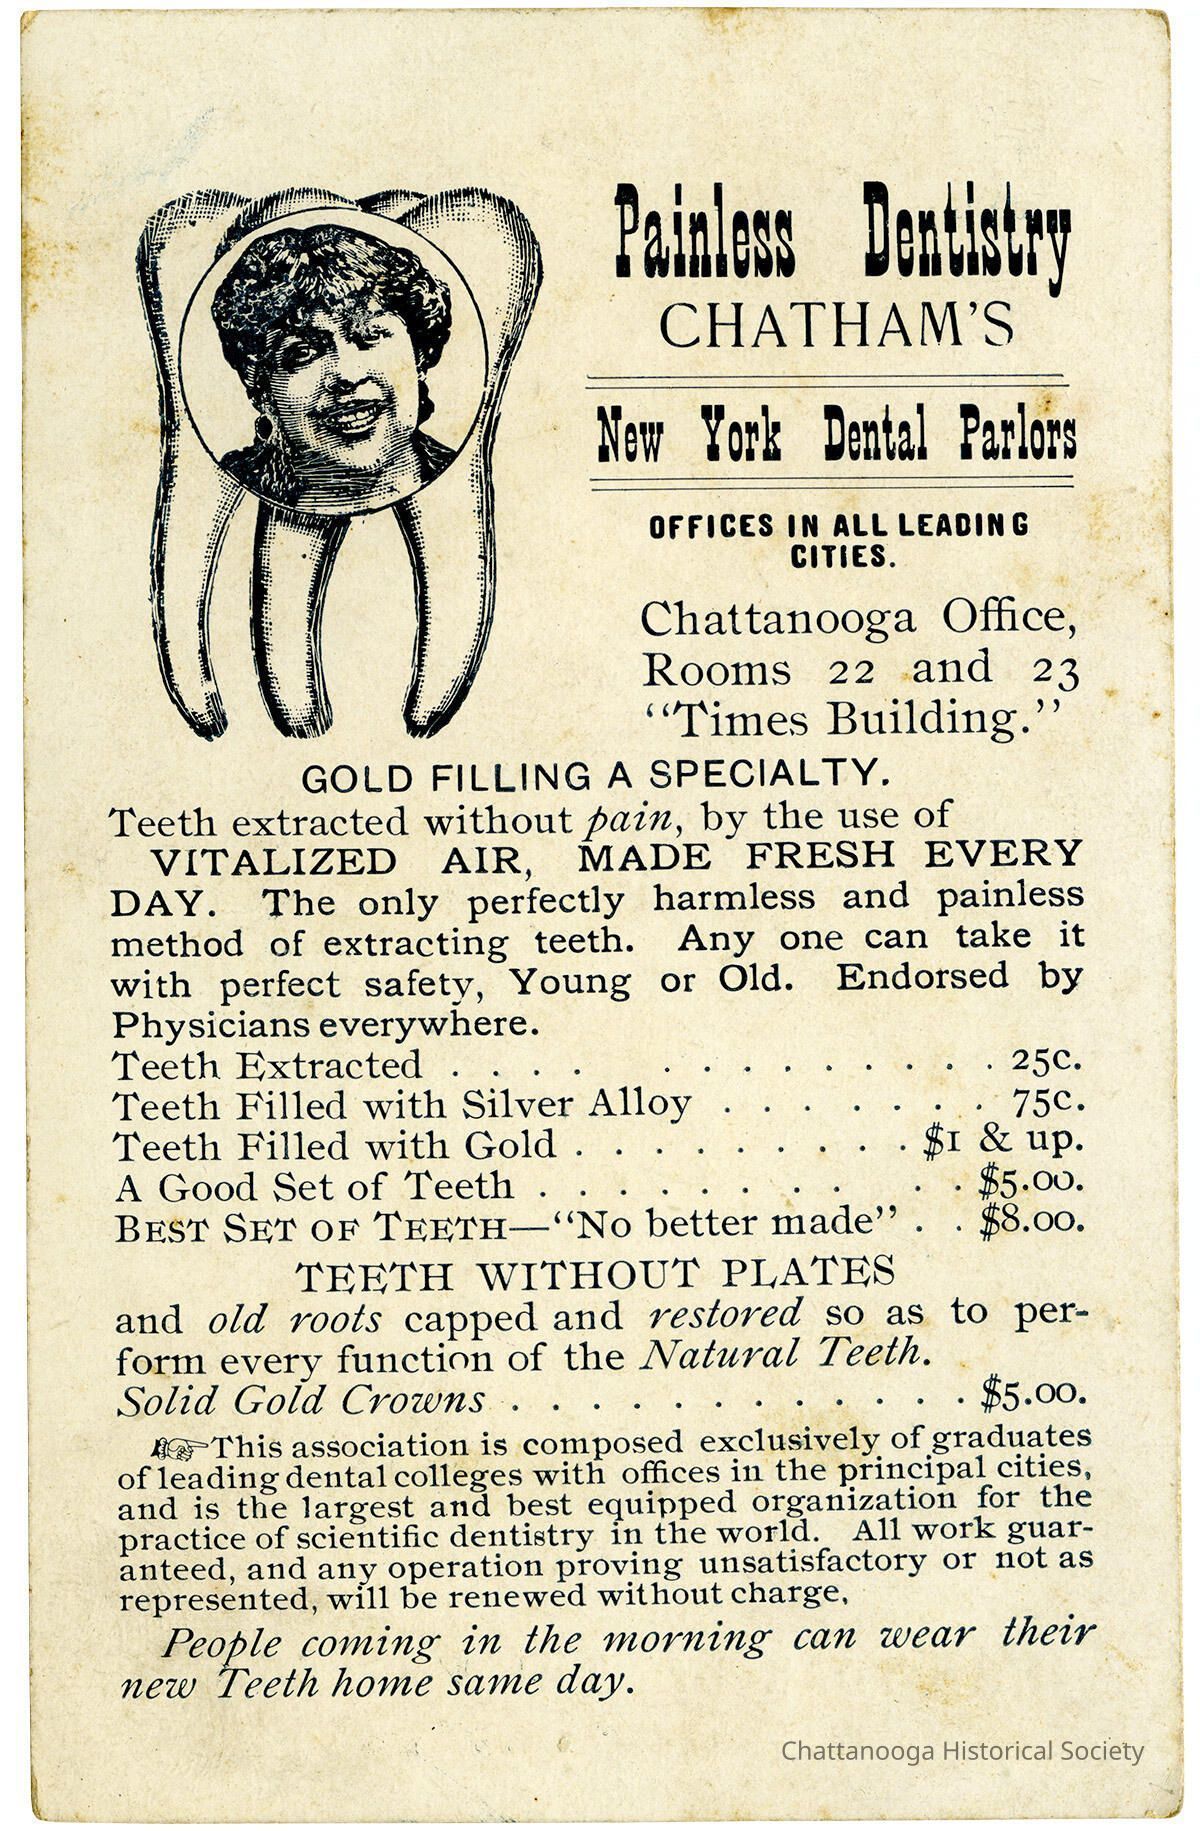 Painless Dentistry
CHATHAM'S
New York Dental Parlors
OFFICES IN ALL LEADING
CITIES.
Chattanooga Office,
Rooms 22 and 23
"Times Building."
GOLD FILLING A SPECIALTY.
Teeth extracted without pain, by the use of
VITALIZED AIR, MADE FRESH EVERY
DAY. The only perfectly harmless and painless
method of extracting teeth. Any one can take it
with perfect safety, Young or Old. Endorsed by
Physicians everywhere.
Teeth Extracted . . . . . . . . . . . . . . 25c.
Teeth Filled with Silver Alloy . . . . . . . 75c.
Teeth Filled with Gold . . . . . . . . . . $1 & up.
A Good Set of Teeth . . . . . . . . . . $5.00.
BEST SET OF TEETH—"No better made" . . $8.00.
TEETH WITHOUT PLATES
and old roots capped and restored so as to per-
form every function of the Natural Teeth.
Solid Gold Crowns . . . . . . . . . . . . $5.00.
☞This association is composed exclusively of graduates
of leading dental colleges with offices in the principal cities,
and is the largest and best equipped organization for the
practice of scientific dentistry in the world. All work guar-
anteed, and any operation proving unsatisfactory or not as
represented, will be renewed without charge.
People coming in the morning can wear their
new Teeth home same day.
Chattanooga Historical Society